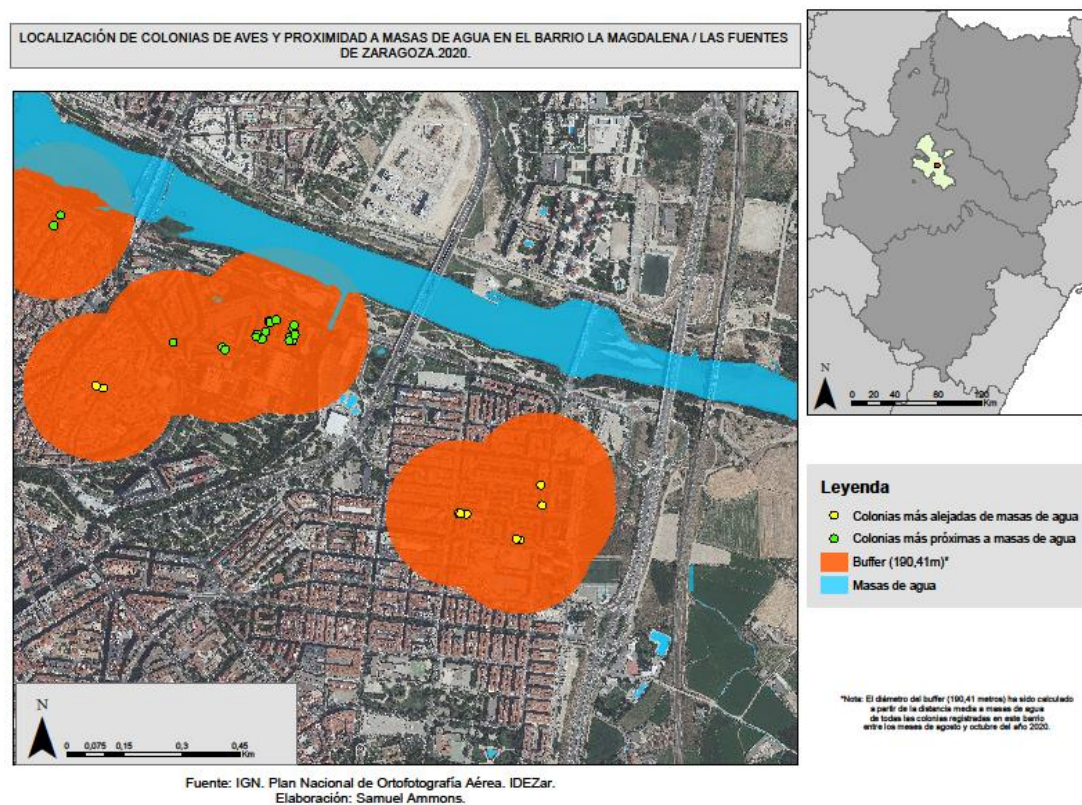 LOCALIZACIÓN DE COLONIAS DE AVES Y PROXIMIDAD A MASAS DE AGUA EN EL BARRIO LA MAGDALENA / LAS FUENTES
DE ZARAGOZA.2020.
N
0 20 40 80 120
Km
Leyenda
Colonias más alejadas de masas de agua
Colonias más próximas a masas de agua
Buffer (190,41m)*
Masas de agua
*Nota: El diámetro del buffer (190,41 metros) ha sido calculado
a partir de la distancia media a masas de agua
de todas las colonias registradas en este barrio
entre los meses de agosto y octubre del año 2020.
N
0 0,075 0,15 0,3 0,45
Km
Fuente: IGN. Plan Nacional de Ortofotografía Aérea. IDEZar.
Elaboración: Samuel Ammons.